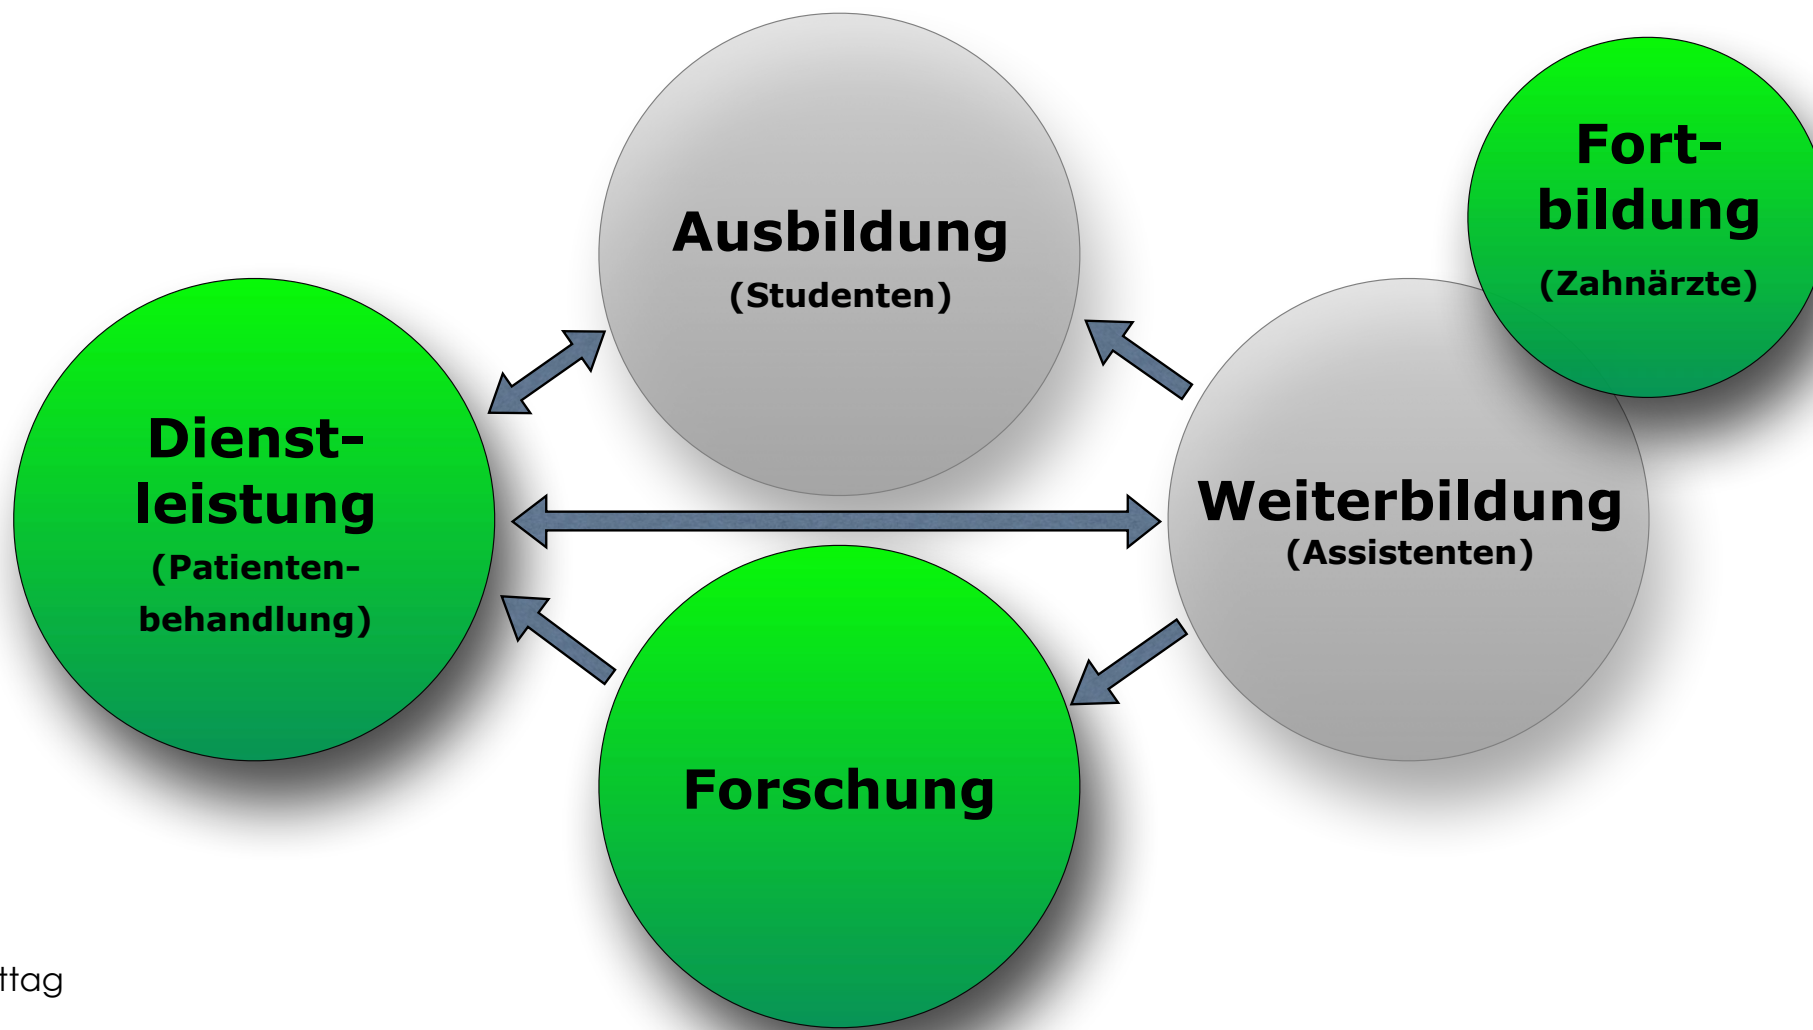 Ausbildung
(Studenten)
Fort-
bildung
(Zahnärzte)
Dienst-
leistung
(Patienten-
behandlung)
Weiterbildung
(Assistenten)
Forschung
ttag